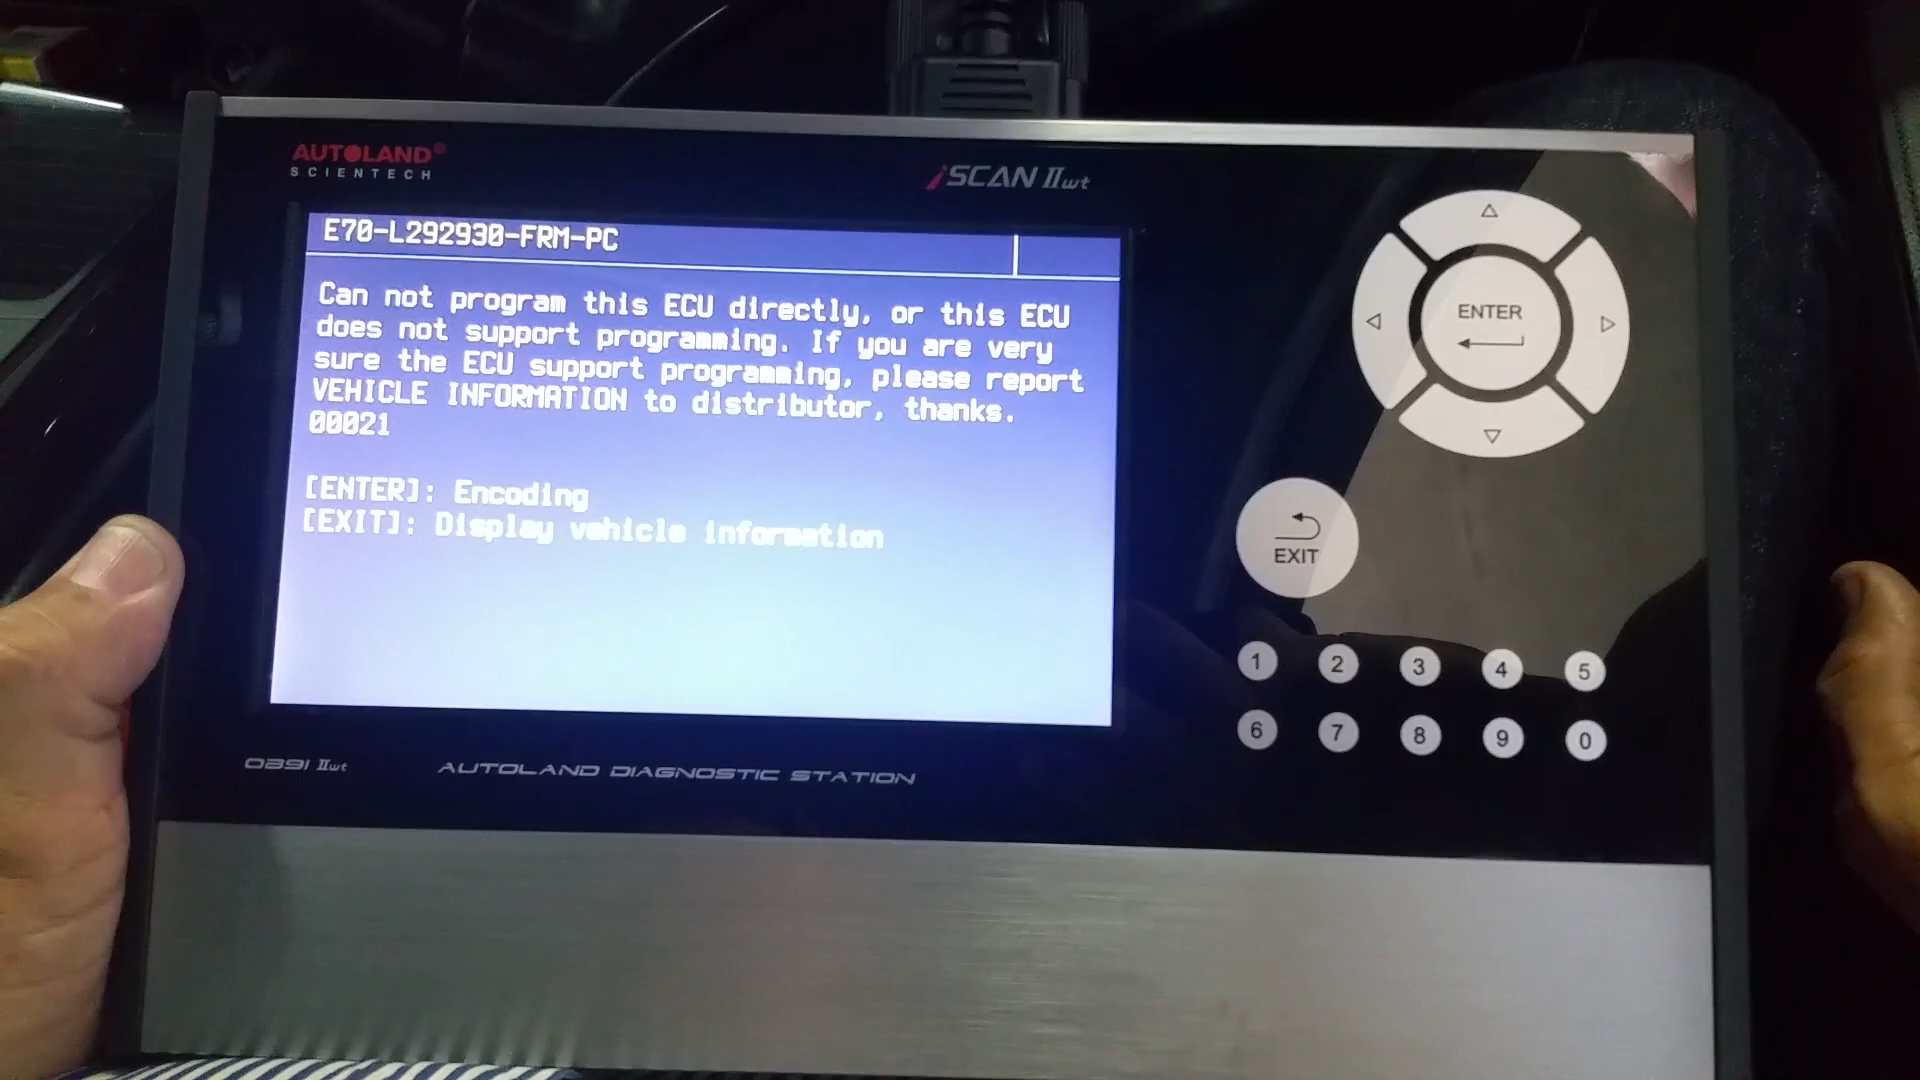 AUTOLAND®
SCIENTECH
iSCAN IIwt
E70-L292930-FRM-PC
Can not program this ECU directly, or this ECU
does not support programming. If you are very
sure the ECU support programming, please report
VEHICLE INFORMATION to distributor, thanks.
00021
[ENTER]: Encoding
[EXIT]: Display vehicle information
ENTER
EXIT
1 2 3 4 5
6 7 8 9 0
AUTOLAND DIAGNOSTIC STATION